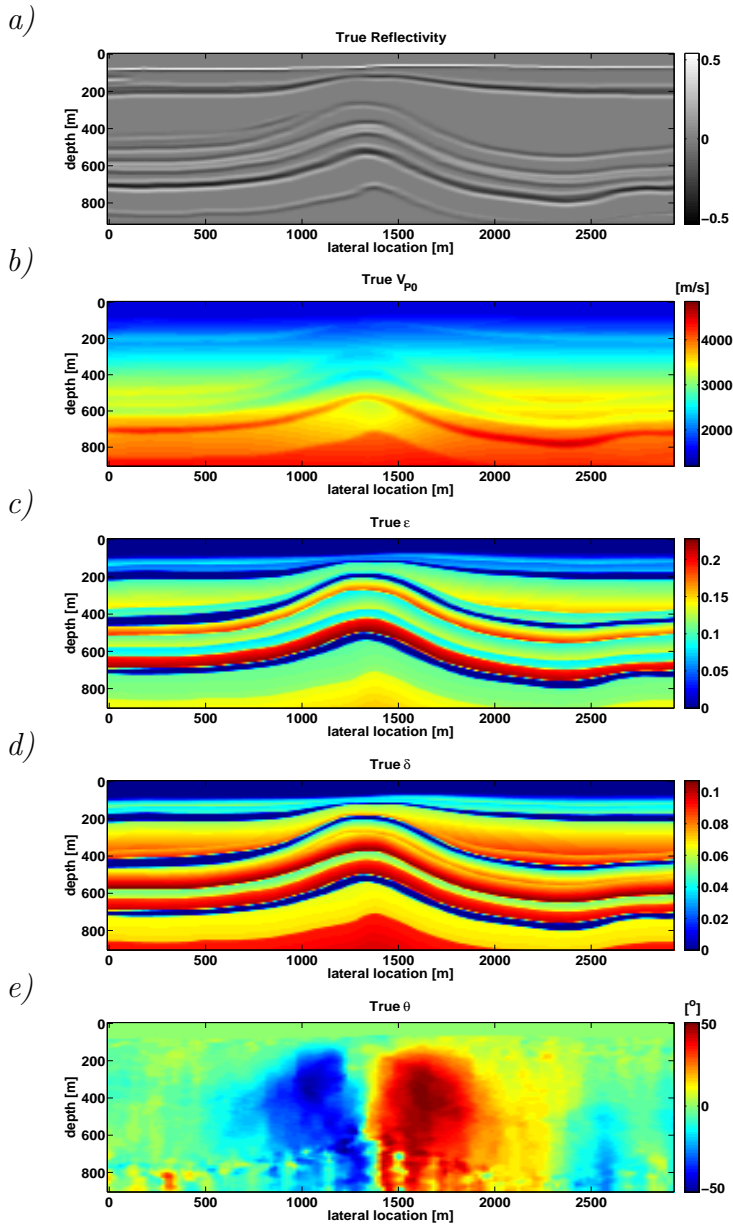 a)
True Reflectivity
depth [m]
0
200
400
600
800
0 500 1000 1500 2000 2500
lateral location [m]
0.5
0
−0.5
b)
True V_P0
[m/s]
depth [m]
0
200
400
600
800
0 500 1000 1500 2000 2500
lateral location [m]
4000
3000
2000
c)
True ε
depth [m]
0
200
400
600
800
0 500 1000 1500 2000 2500
lateral location [m]
0.2
0.15
0.1
0.05
0
d)
True δ
depth [m]
0
200
400
600
800
0 500 1000 1500 2000 2500
lateral location [m]
0.1
0.08
0.06
0.04
0.02
0
e)
True θ
[°]
depth [m]
0
200
400
600
800
0 500 1000 1500 2000 2500
lateral location [m]
50
0
−50